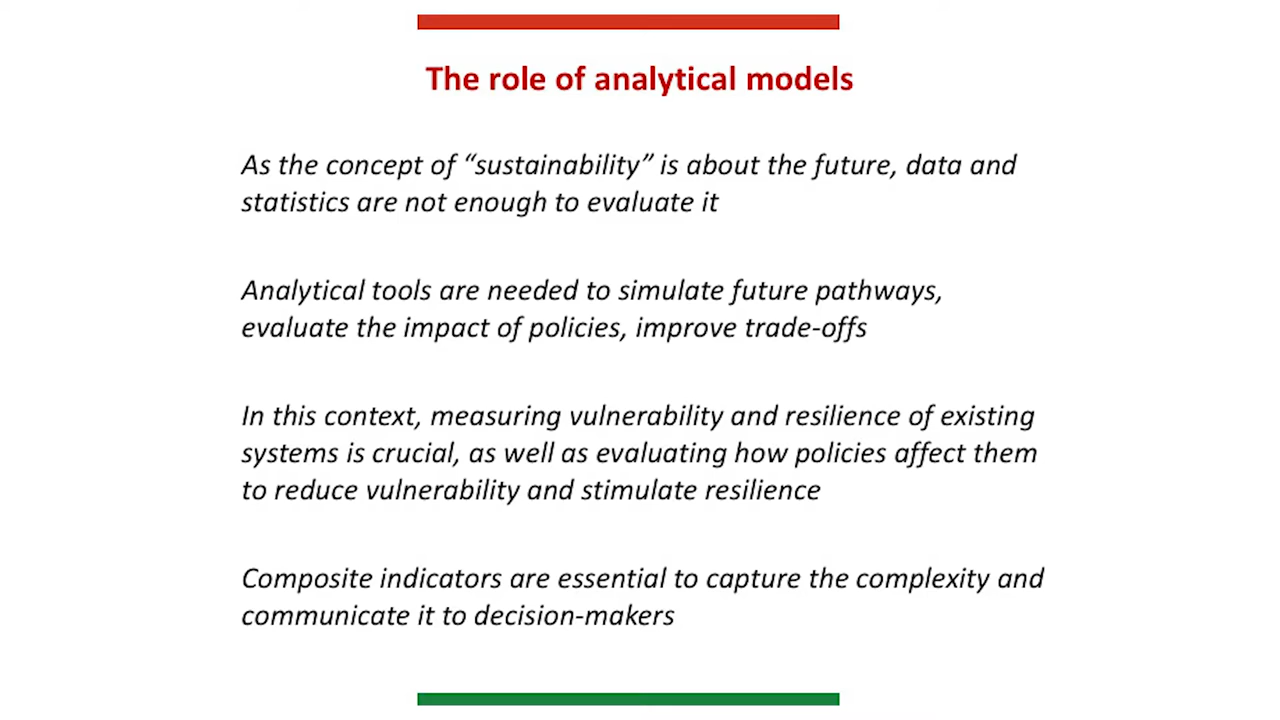 The role of analytical models
As the concept of “sustainability” is about the future, data and
statistics are not enough to evaluate it
Analytical tools are needed to simulate future pathways,
evaluate the impact of policies, improve trade-offs
In this context, measuring vulnerability and resilience of existing
systems is crucial, as well as evaluating how policies affect them
to reduce vulnerability and stimulate resilience
Composite indicators are essential to capture the complexity and
communicate it to decision-makers